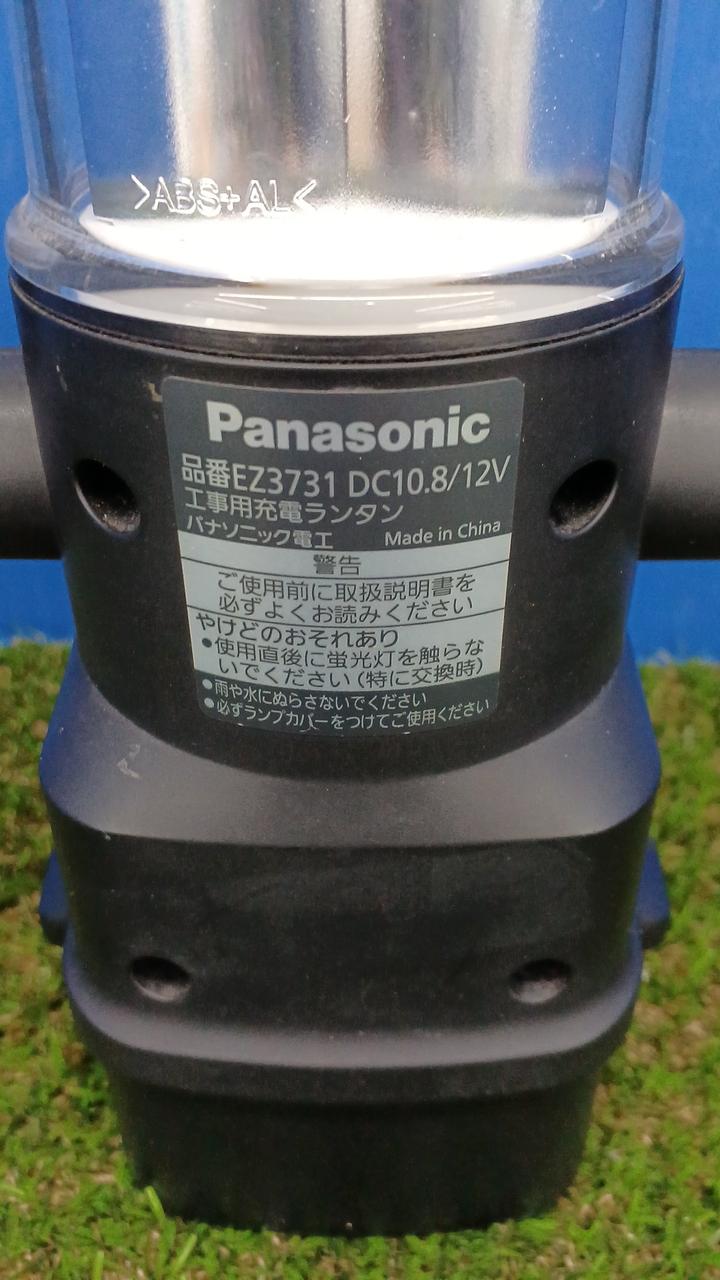 >ABS+AL<
Panasonic
品番EZ3731 DC10.8/12V
工事用充電ランタン
パナソニック電工 Made in China
警告
ご使用前に取扱説明書を
必ずよくお読みください
やけどのおそれあり
●使用直後に蛍光灯を触らな
いでください(特に交換時)
●雨や水にぬらさないでください
●必ずランプカバーをつけてご使用ください